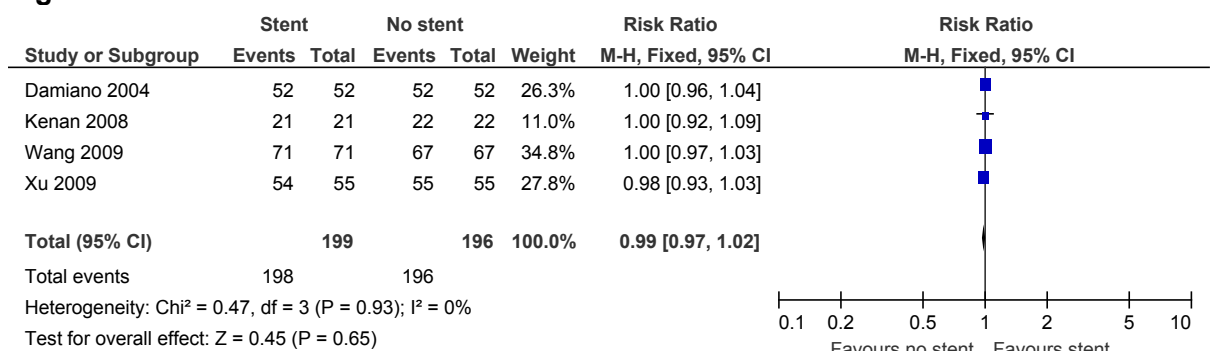 Stent No stent Risk Ratio Risk Ratio
Study or Subgroup Events Total Events Total Weight M-H, Fixed, 95% CI M-H, Fixed, 95% CI
Damiano 2004 52 52 52 52 26.3% 1.00 [0.96, 1.04]
Kenan 2008 21 21 22 22 11.0% 1.00 [0.92, 1.09]
Wang 2009 71 71 67 67 34.8% 1.00 [0.97, 1.03]
Xu 2009 54 55 55 55 27.8% 0.98 [0.93, 1.03]
Total (95% CI) 199 196 100.0% 0.99 [0.97, 1.02]
Total events 198 196
Heterogeneity: Chi² = 0.47, df = 3 (P = 0.93); I² = 0%
Test for overall effect: Z = 0.45 (P = 0.65)
0.1 0.2 0.5 1 2 5 10
Favours no stent Favours stent